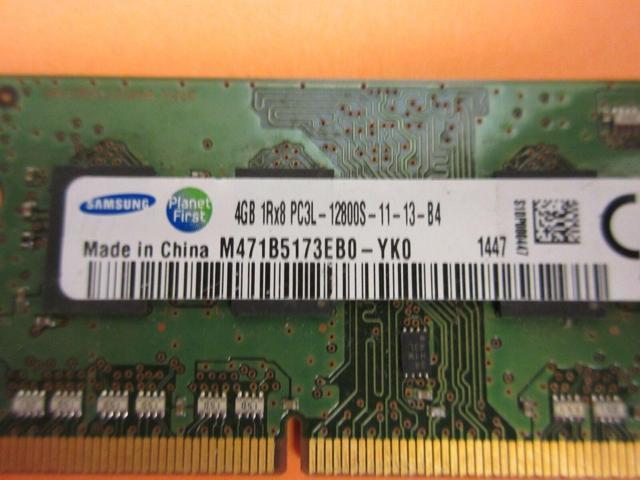 SAMSUNG
Planet
First
4GB 1Rx8 PC3L-12800S-11-13-B4
Made in China M471B5173EB0-YK0
1447